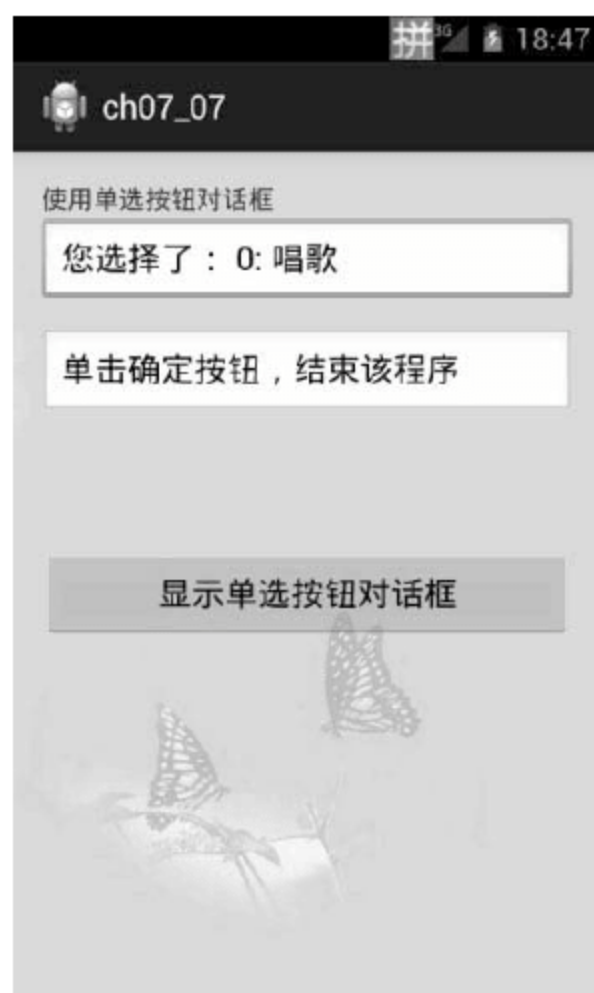 拼 3G 18:47
ch07_07
使用单选按钮对话框
您选择了： 0: 唱歌
单击确定按钮，结束该程序
显示单选按钮对话框